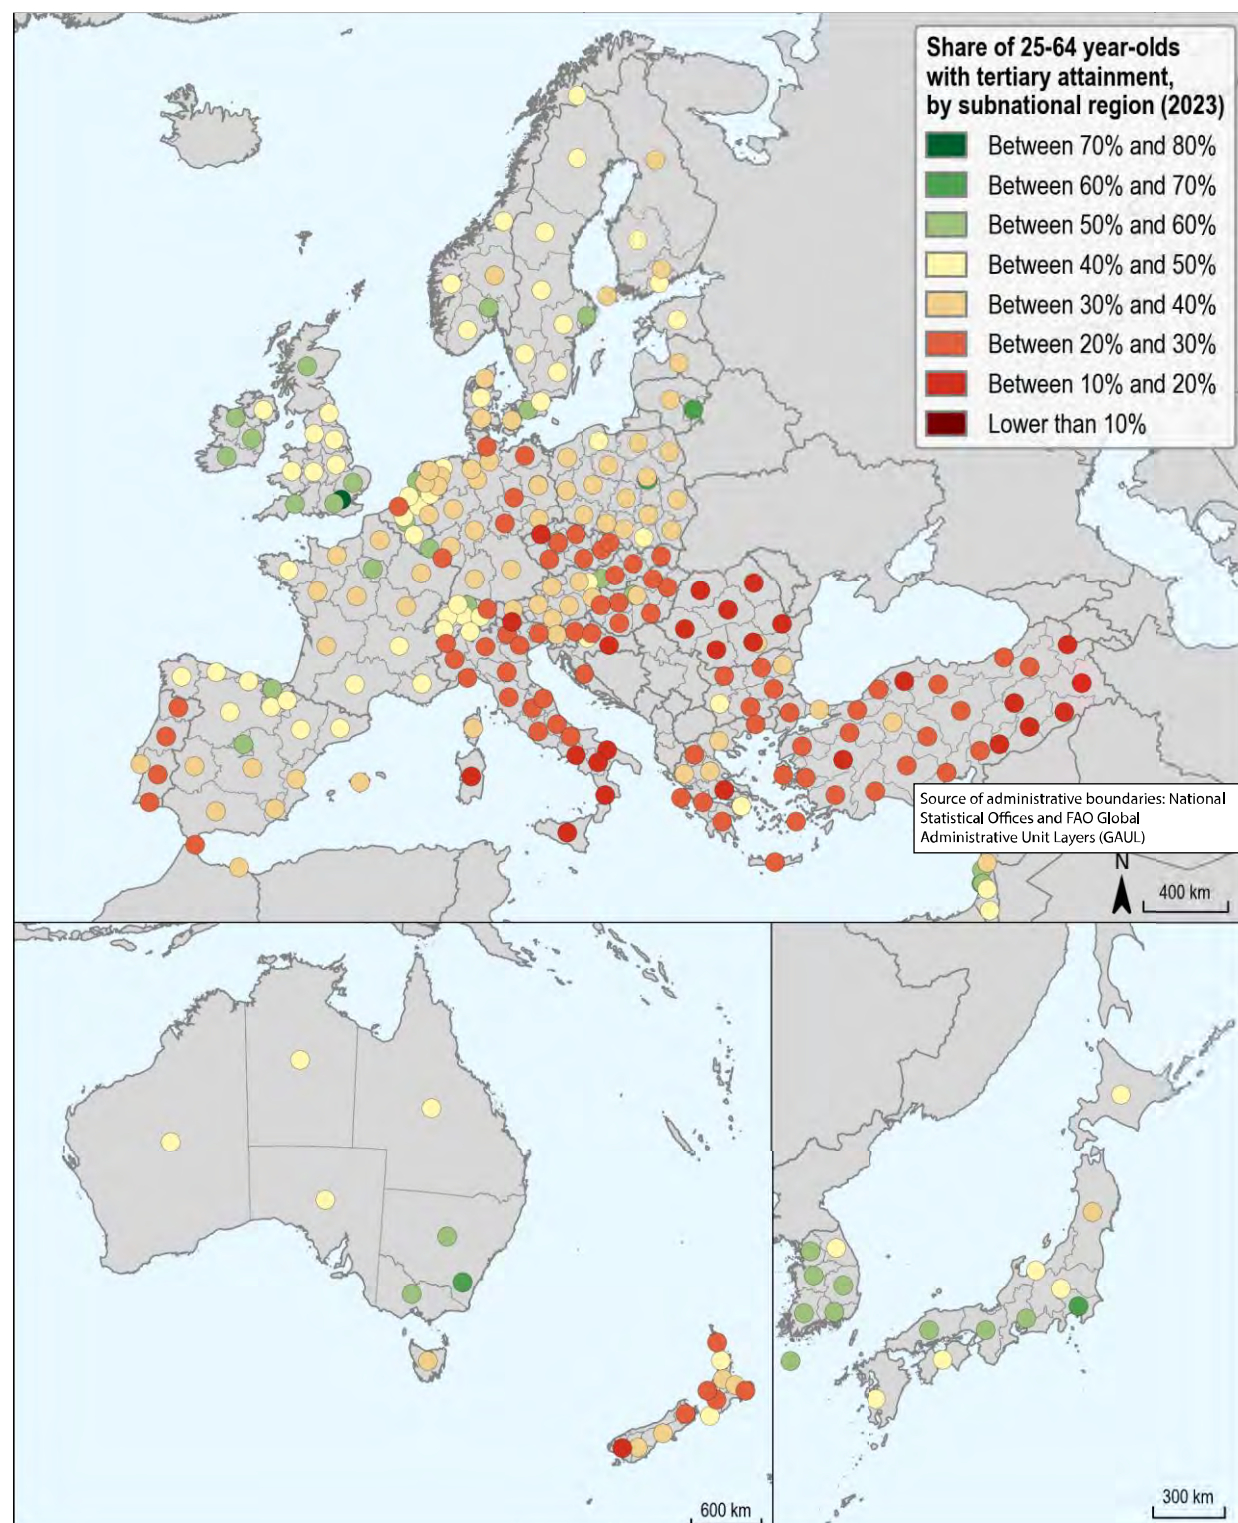 Share of 25-64 year-olds
with tertiary attainment,
by subnational region (2023)
Between 70% and 80%
Between 60% and 70%
Between 50% and 60%
Between 40% and 50%
Between 30% and 40%
Between 20% and 30%
Between 10% and 20%
Lower than 10%
Source of administrative boundaries: National
Statistical Offices and FAO Global
Administrative Unit Layers (GAUL)
N
400 km
600 km
300 km